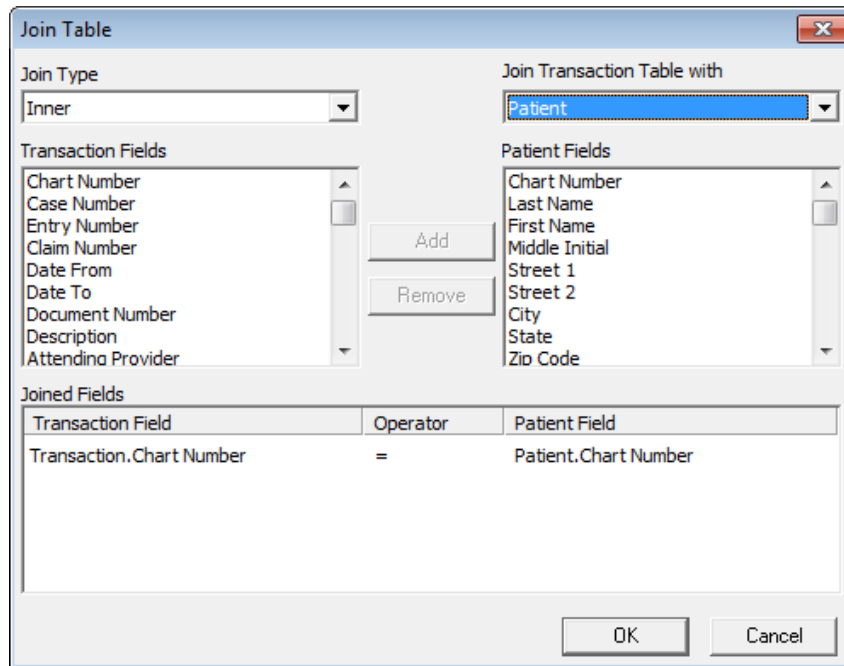 Join Table
Join Type
Join Transaction Table with
Inner
Patient
Transaction Fields
Patient Fields
Chart Number
Case Number
Entry Number
Claim Number
Date From
Date To
Document Number
Description
Attending Provider
Add
Remove
Chart Number
Last Name
First Name
Middle Initial
Street 1
Street 2
City
State
Zip Code
Joined Fields
Transaction Field Operator Patient Field
Transaction.Chart Number = Patient.Chart Number
OK
Cancel